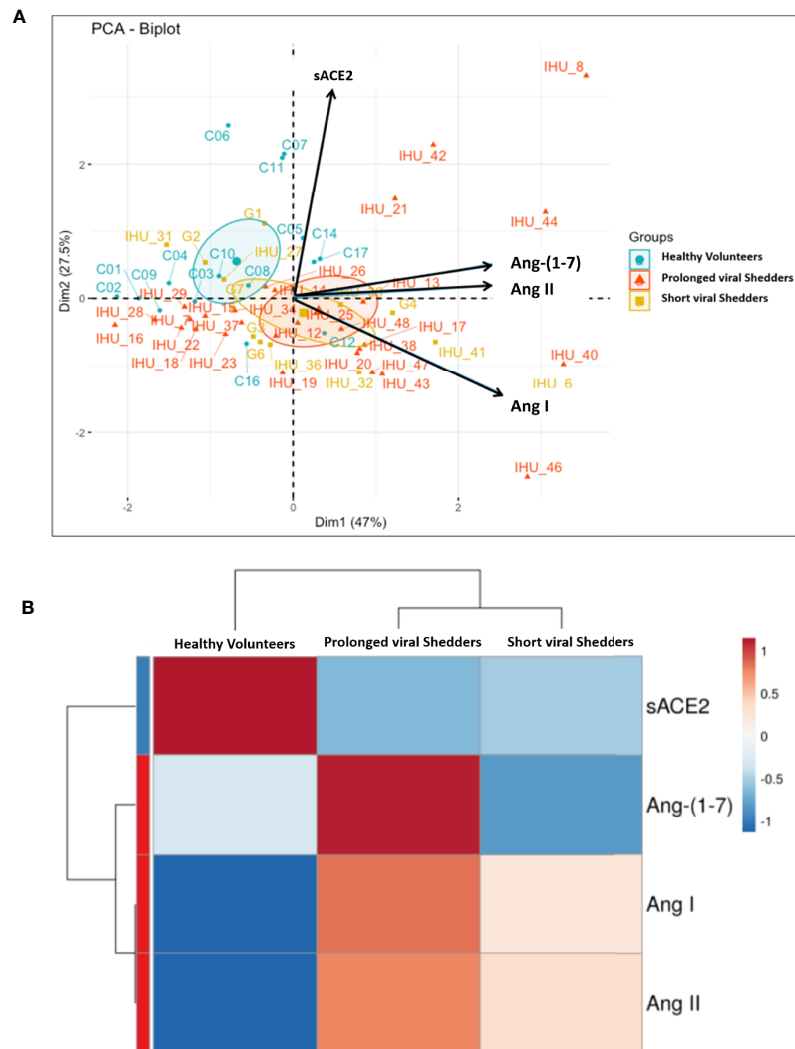 A
PCA - Biplot
sACE2
IHU_8
C06
C07
C11
IHU_42
IHU_21
IHU_44
G1
IHU_31
G2
C05
C14
C10
IHU_27
C17
C04
C01
C09
C03
C08
IHU_26
C02
IHU_29
G7
IHU_14
IHU_13
G4
IHU_28
IHU_15
IHU_34
IHU_25
IHU_48
IHU_17
IHU_16
IHU_37
IHU_12
C12
IHU_38
IHU_41
IHU_22
IHU_18
IHU_23
G6
IHU_36
IHU_20
IHU_47
IHU_40
C16
IHU_19
IHU_32
IHU_43
IHU_6
IHU_46
Ang-(1-7)
Ang II
Ang I
Groups
Healthy Volunteers
Prolonged viral Shedders
Short viral Shedders
Dim2 (27.5%)
2
0
-2
-2
0
2
Dim1 (47%)
B
Healthy Volunteers
Prolonged viral Shedders
Short viral Shedders
sACE2
Ang-(1-7)
Ang I
Ang II
1
0.5
0
-0.5
-1